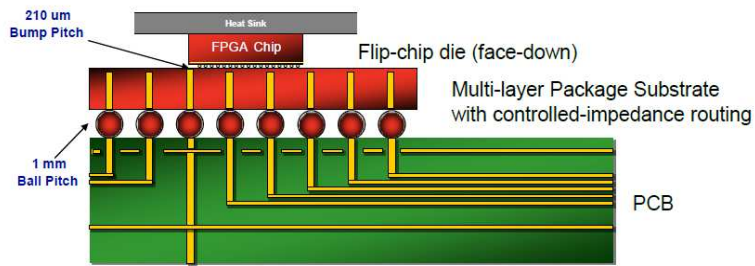 Heat Sink
210 um
Bump Pitch
FPGA Chip
Flip-chip die (face-down)
Multi-layer Package Substrate
with controlled-impedance routing
1 mm
Ball Pitch
PCB